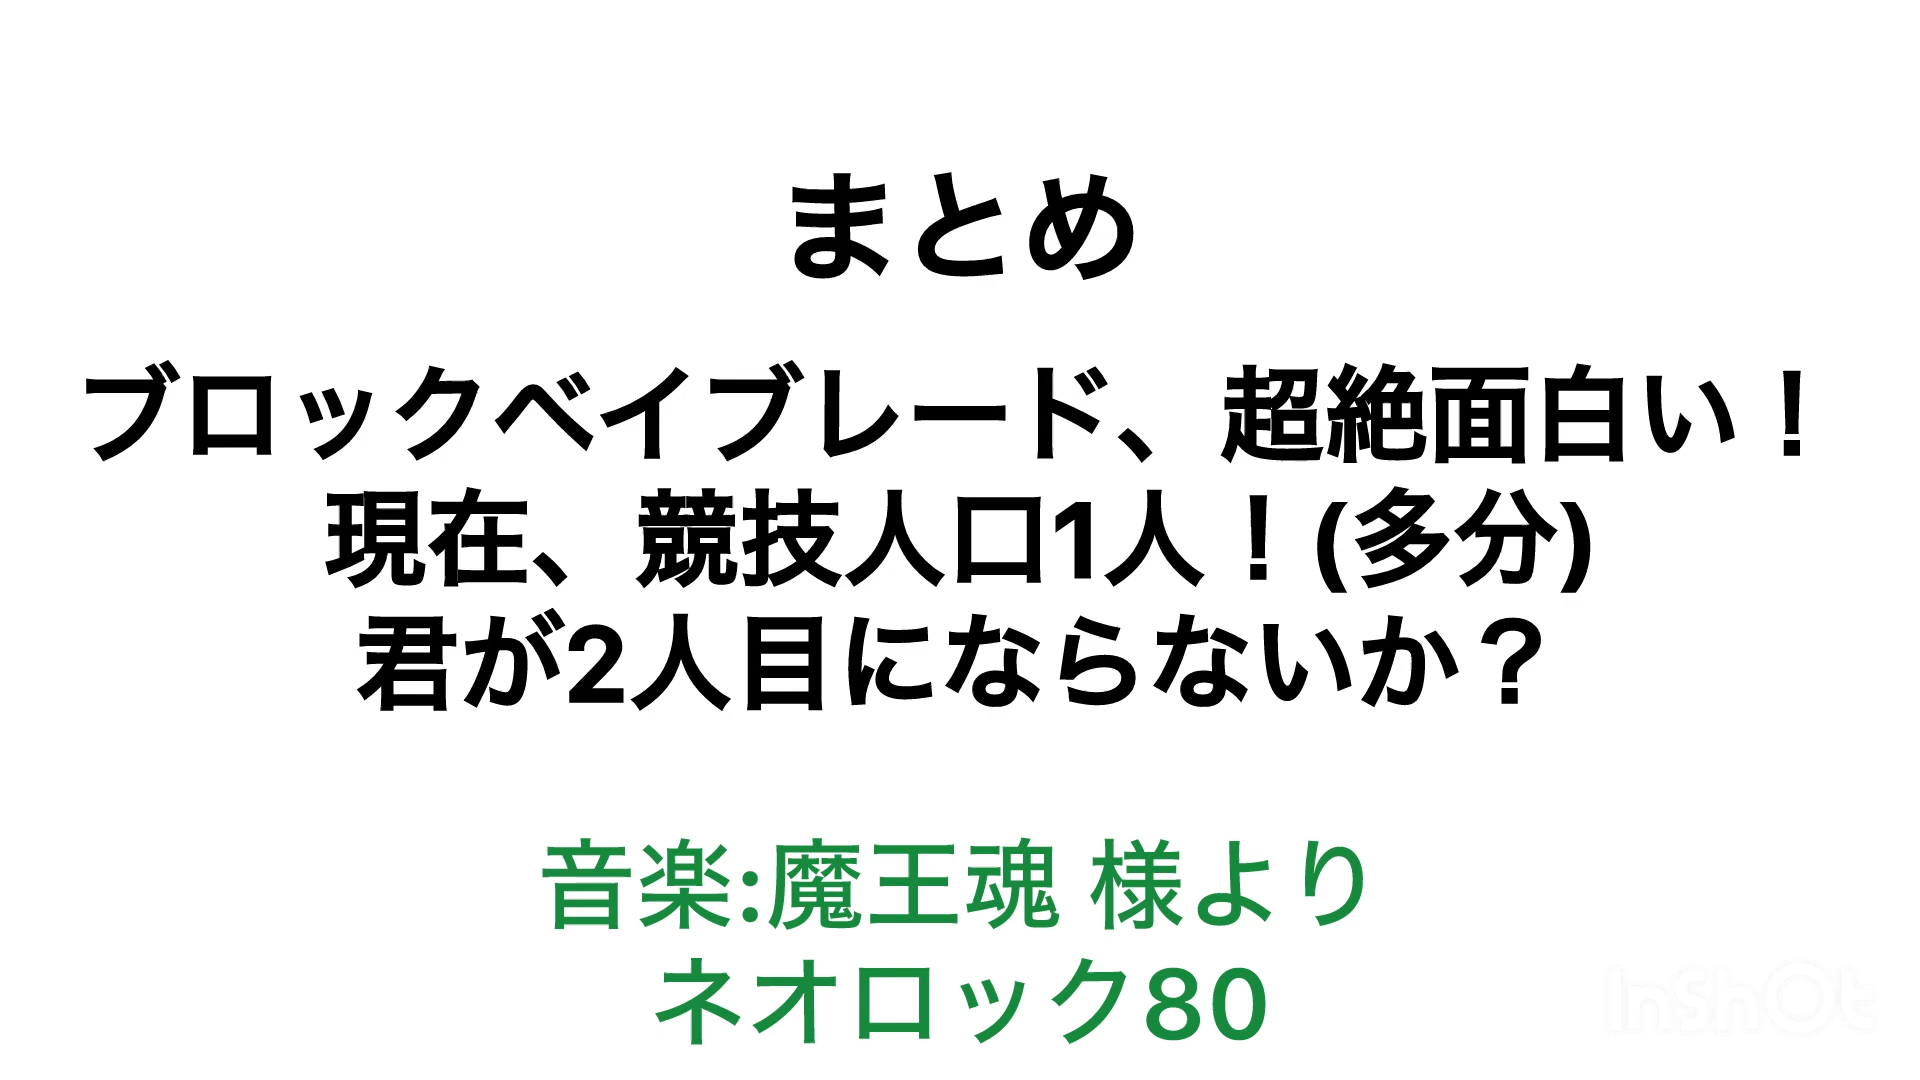 まとめ
ブロックベイブレード、超絶面白い！
現在、競技人口1人！(多分)
君が2人目にならないか？
音楽:魔王魂 様より
ネオロック80
InShOt